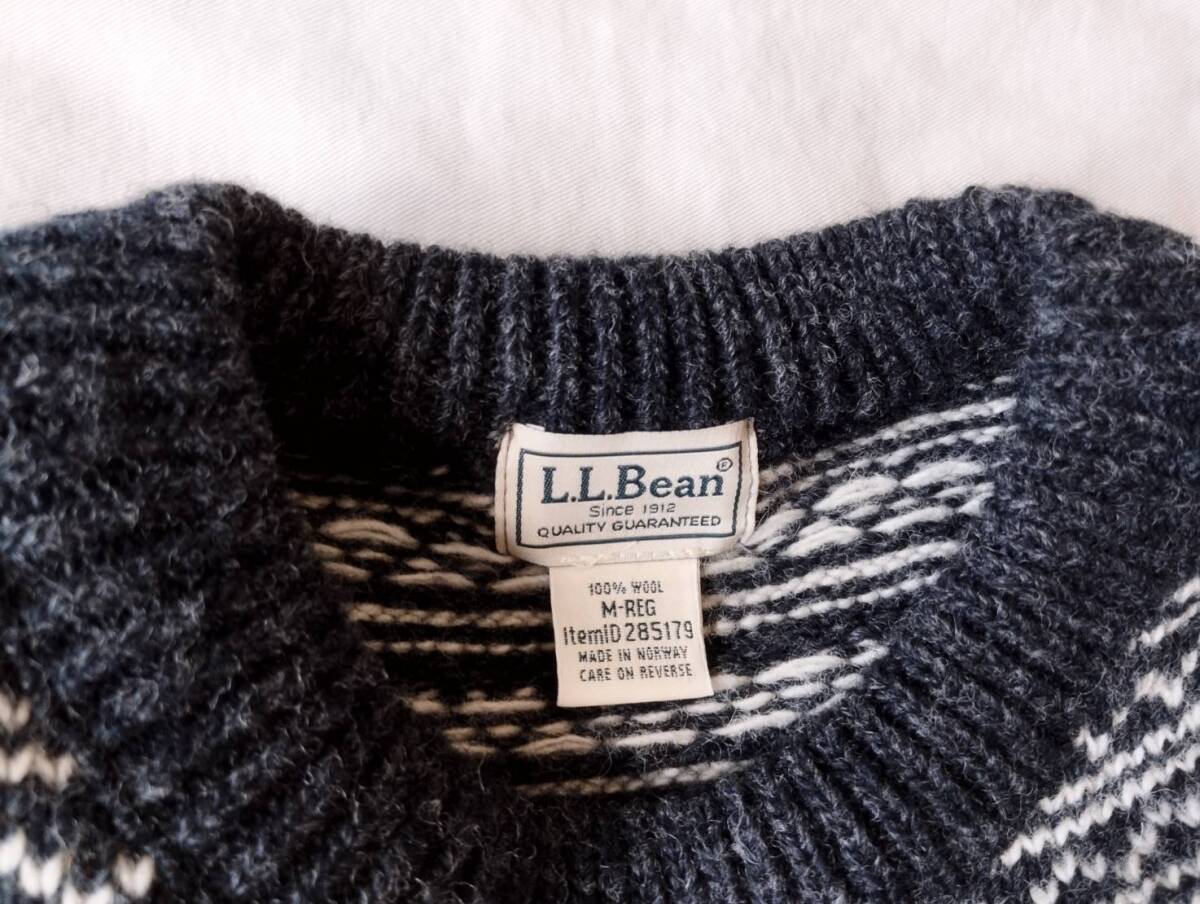 L.L.Bean®
Since 1912
QUALITY GUARANTEED
100% WOOL
M-REG
ItemID 285179
MADE IN NORWAY
CARE ON REVERSE